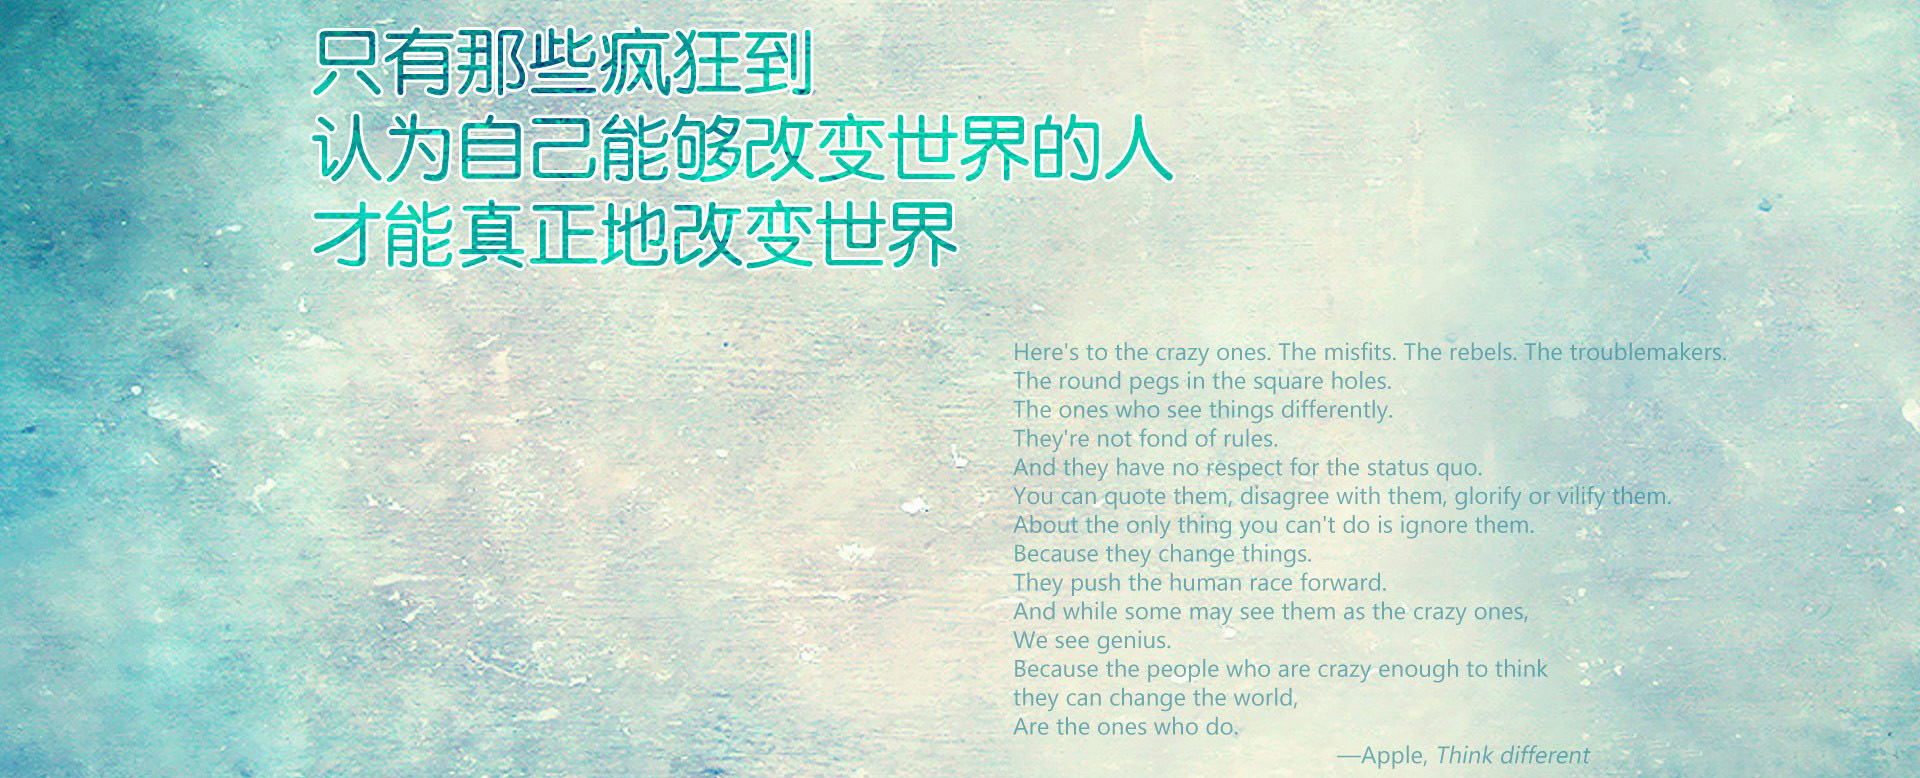 只有那些疯狂到
认为自己能够改变世界的人
才能真正地改变世界
Here's to the crazy ones. The misfits. The rebels. The troublemakers.
The round pegs in the square holes.
The ones who see things differently.
They're not fond of rules.
And they have no respect for the status quo.
You can quote them, disagree with them, glorify or vilify them.
About the only thing you can't do is ignore them.
Because they change things.
They push the human race forward.
And while some may see them as the crazy ones,
We see genius.
Because the people who are crazy enough to think
they can change the world,
Are the ones who do.
—Apple, Think different